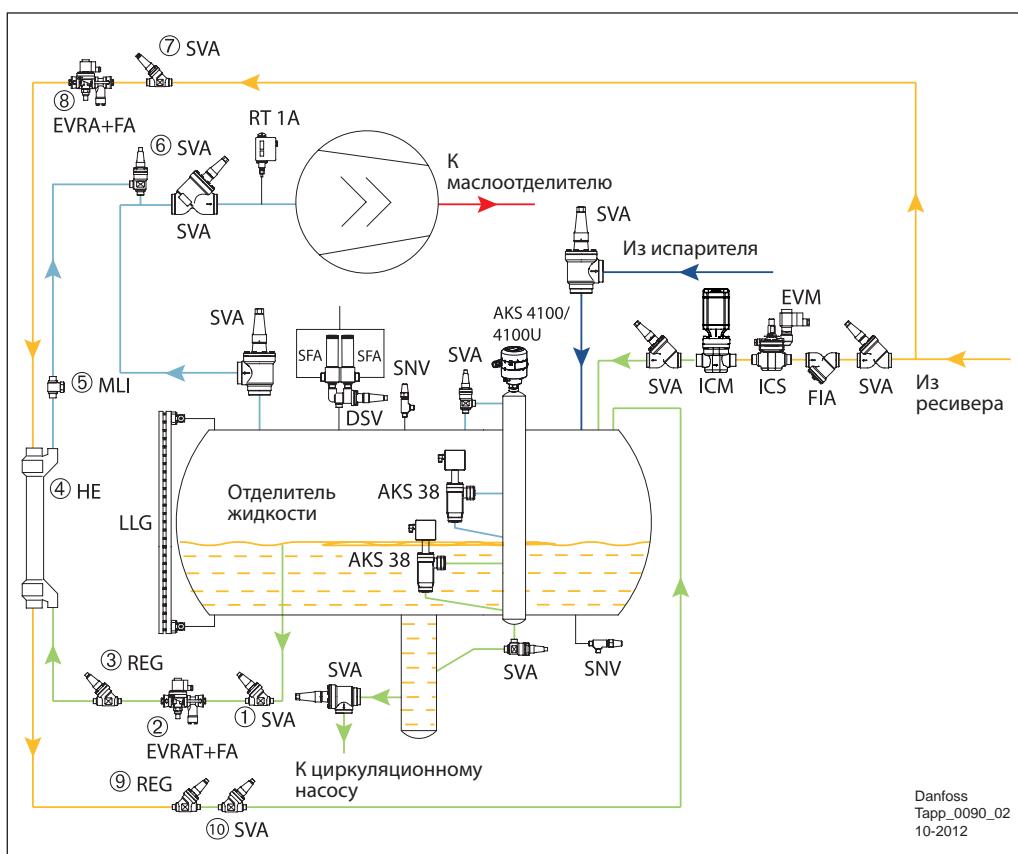 ⑦ SVA
⑧
EVRA+FA
RT 1A
⑥ SVA
SVA
К
маслоотделителю
SVA
Из испарителя
EVM
AKS 4100/
4100U
SVA
SFA
SFA
SNV
SVA
DSV
SVA
ICM
ICS
FIA
SVA
Из
ресивера
⑤ MLI
④ HE
LLG
Отделитель
жидкости
AKS 38
AKS 38
③ REG
②
EVRAT+FA
① SVA
SVA
SVA
SNV
К циркуляционному
насосу
⑨ REG
⑩ SVA
Danfoss
Tapp_0090_02
10-2012